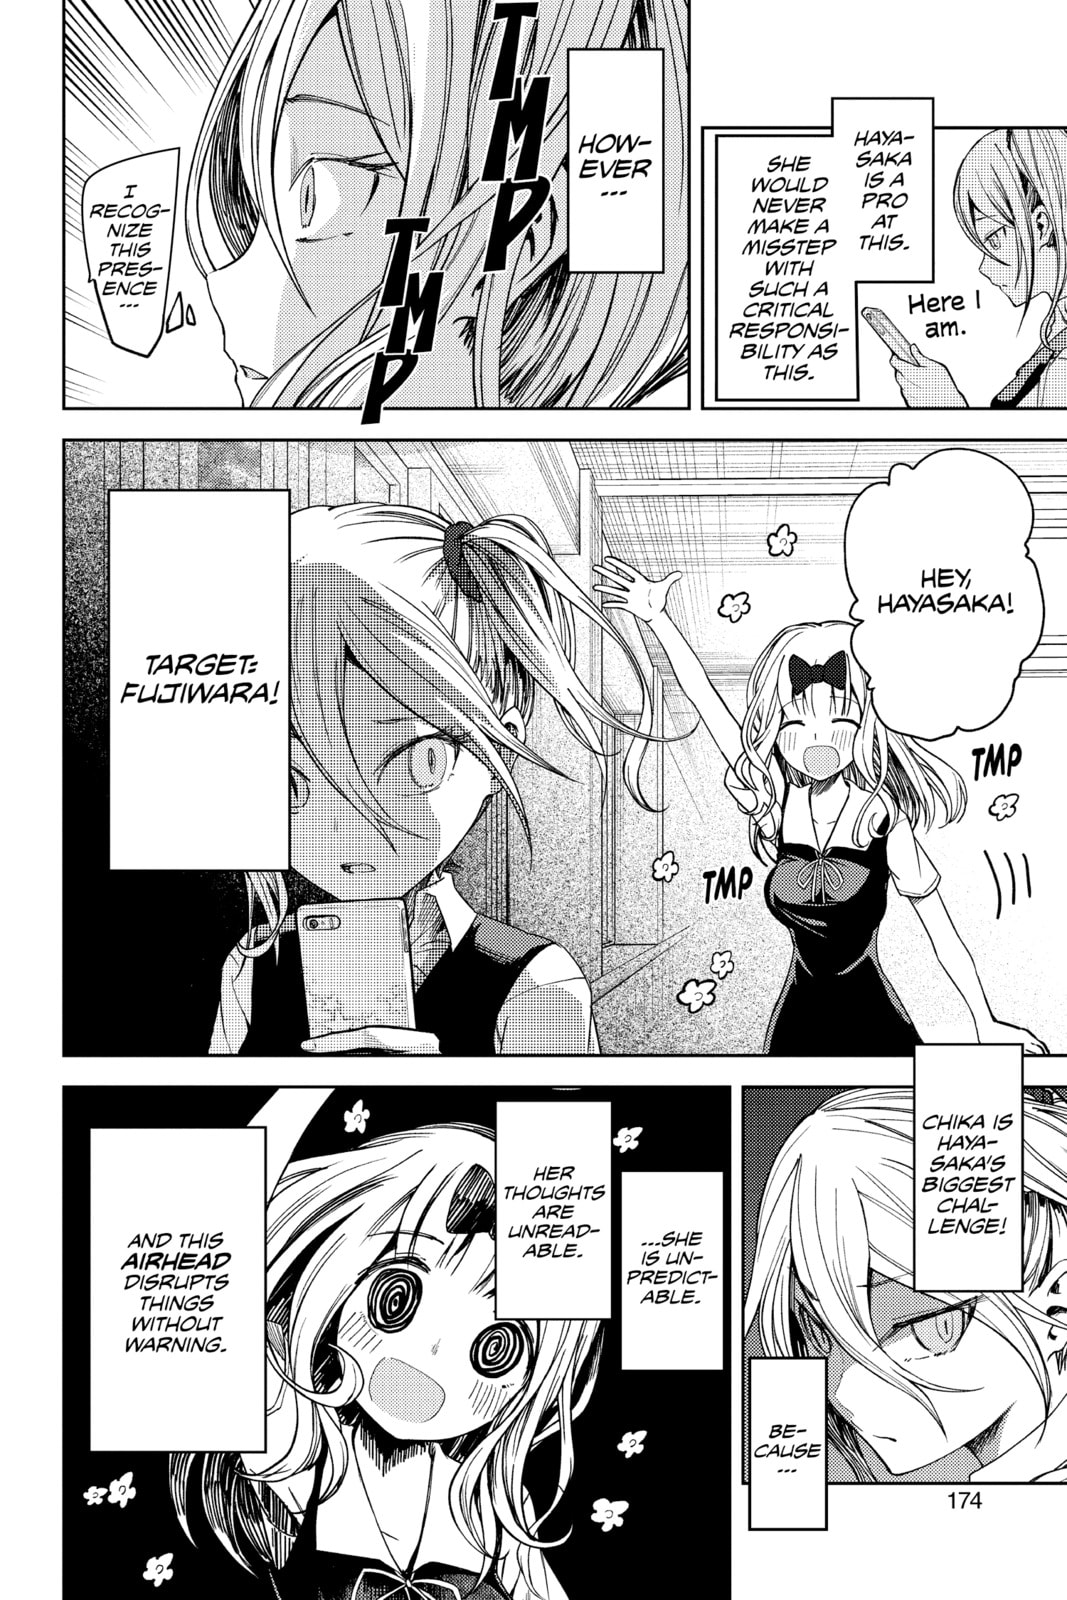 HAYA-
SAKA
IS A
PRO
AT
THIS.
SHE
WOULD
NEVER
MAKE A
MISSTEP
WITH
SUCH A
CRITICAL
RESPONSI-
BILITY AS
THIS.
Here I
am.
HOW-
EVER
...
TMP
TMP
I
RECOG-
NIZE
THIS
PRES-
ENCE
...
HEY,
HAYASAKA!
TMP
TMP
TARGET:
FUJIWARA!
CHIKA IS
HAYA-
SAKA'S
BIGGEST
CHAL-
LENGE!
BE-
CAUSE
...
...SHE
IS UN-
PREDICT-
ABLE.
HER
THOUGHTS
ARE
UNREAD-
ABLE.
AND THIS
AIRHEAD
DISRUPTS
THINGS
WITHOUT
WARNING.
174